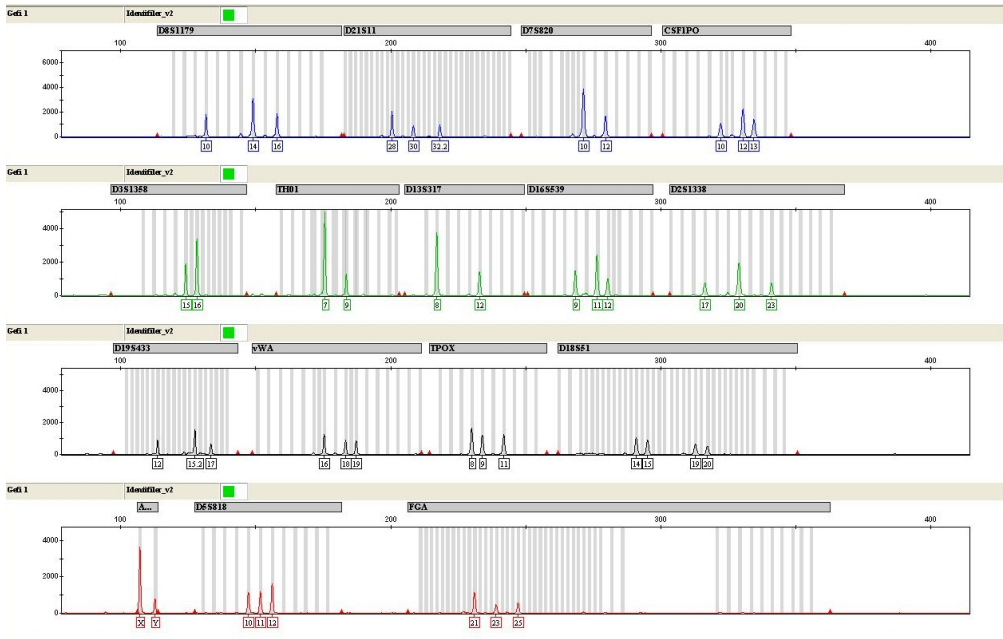 Gefi 1 Identifiler_v2
D8S1179 D21S11 D7S820 CSF1PO
100 200 300 400
6000
4000
2000
0
10 14 16 28 30 32.2 10 12 10 12 13
Gefi 1 Identifiler_v2
D3S1358 TH01 D13S317 D16S539 D2S1338
100 200 300 400
4000
2000
0
15 16 7 9 8 12 9 11 12 17 20 23
Gefi 1 Identifiler_v2
D19S433 vWA TPOX D18S51
100 200 300 400
4000
2000
0
12 15.2 17 16 18 19 8 9 11 14 15 19 20
Gefi 1 Identifiler_v2
A... D5S818 FGA
100 200 300 400
4000
2000
0
X Y 10 11 12 21 23 25